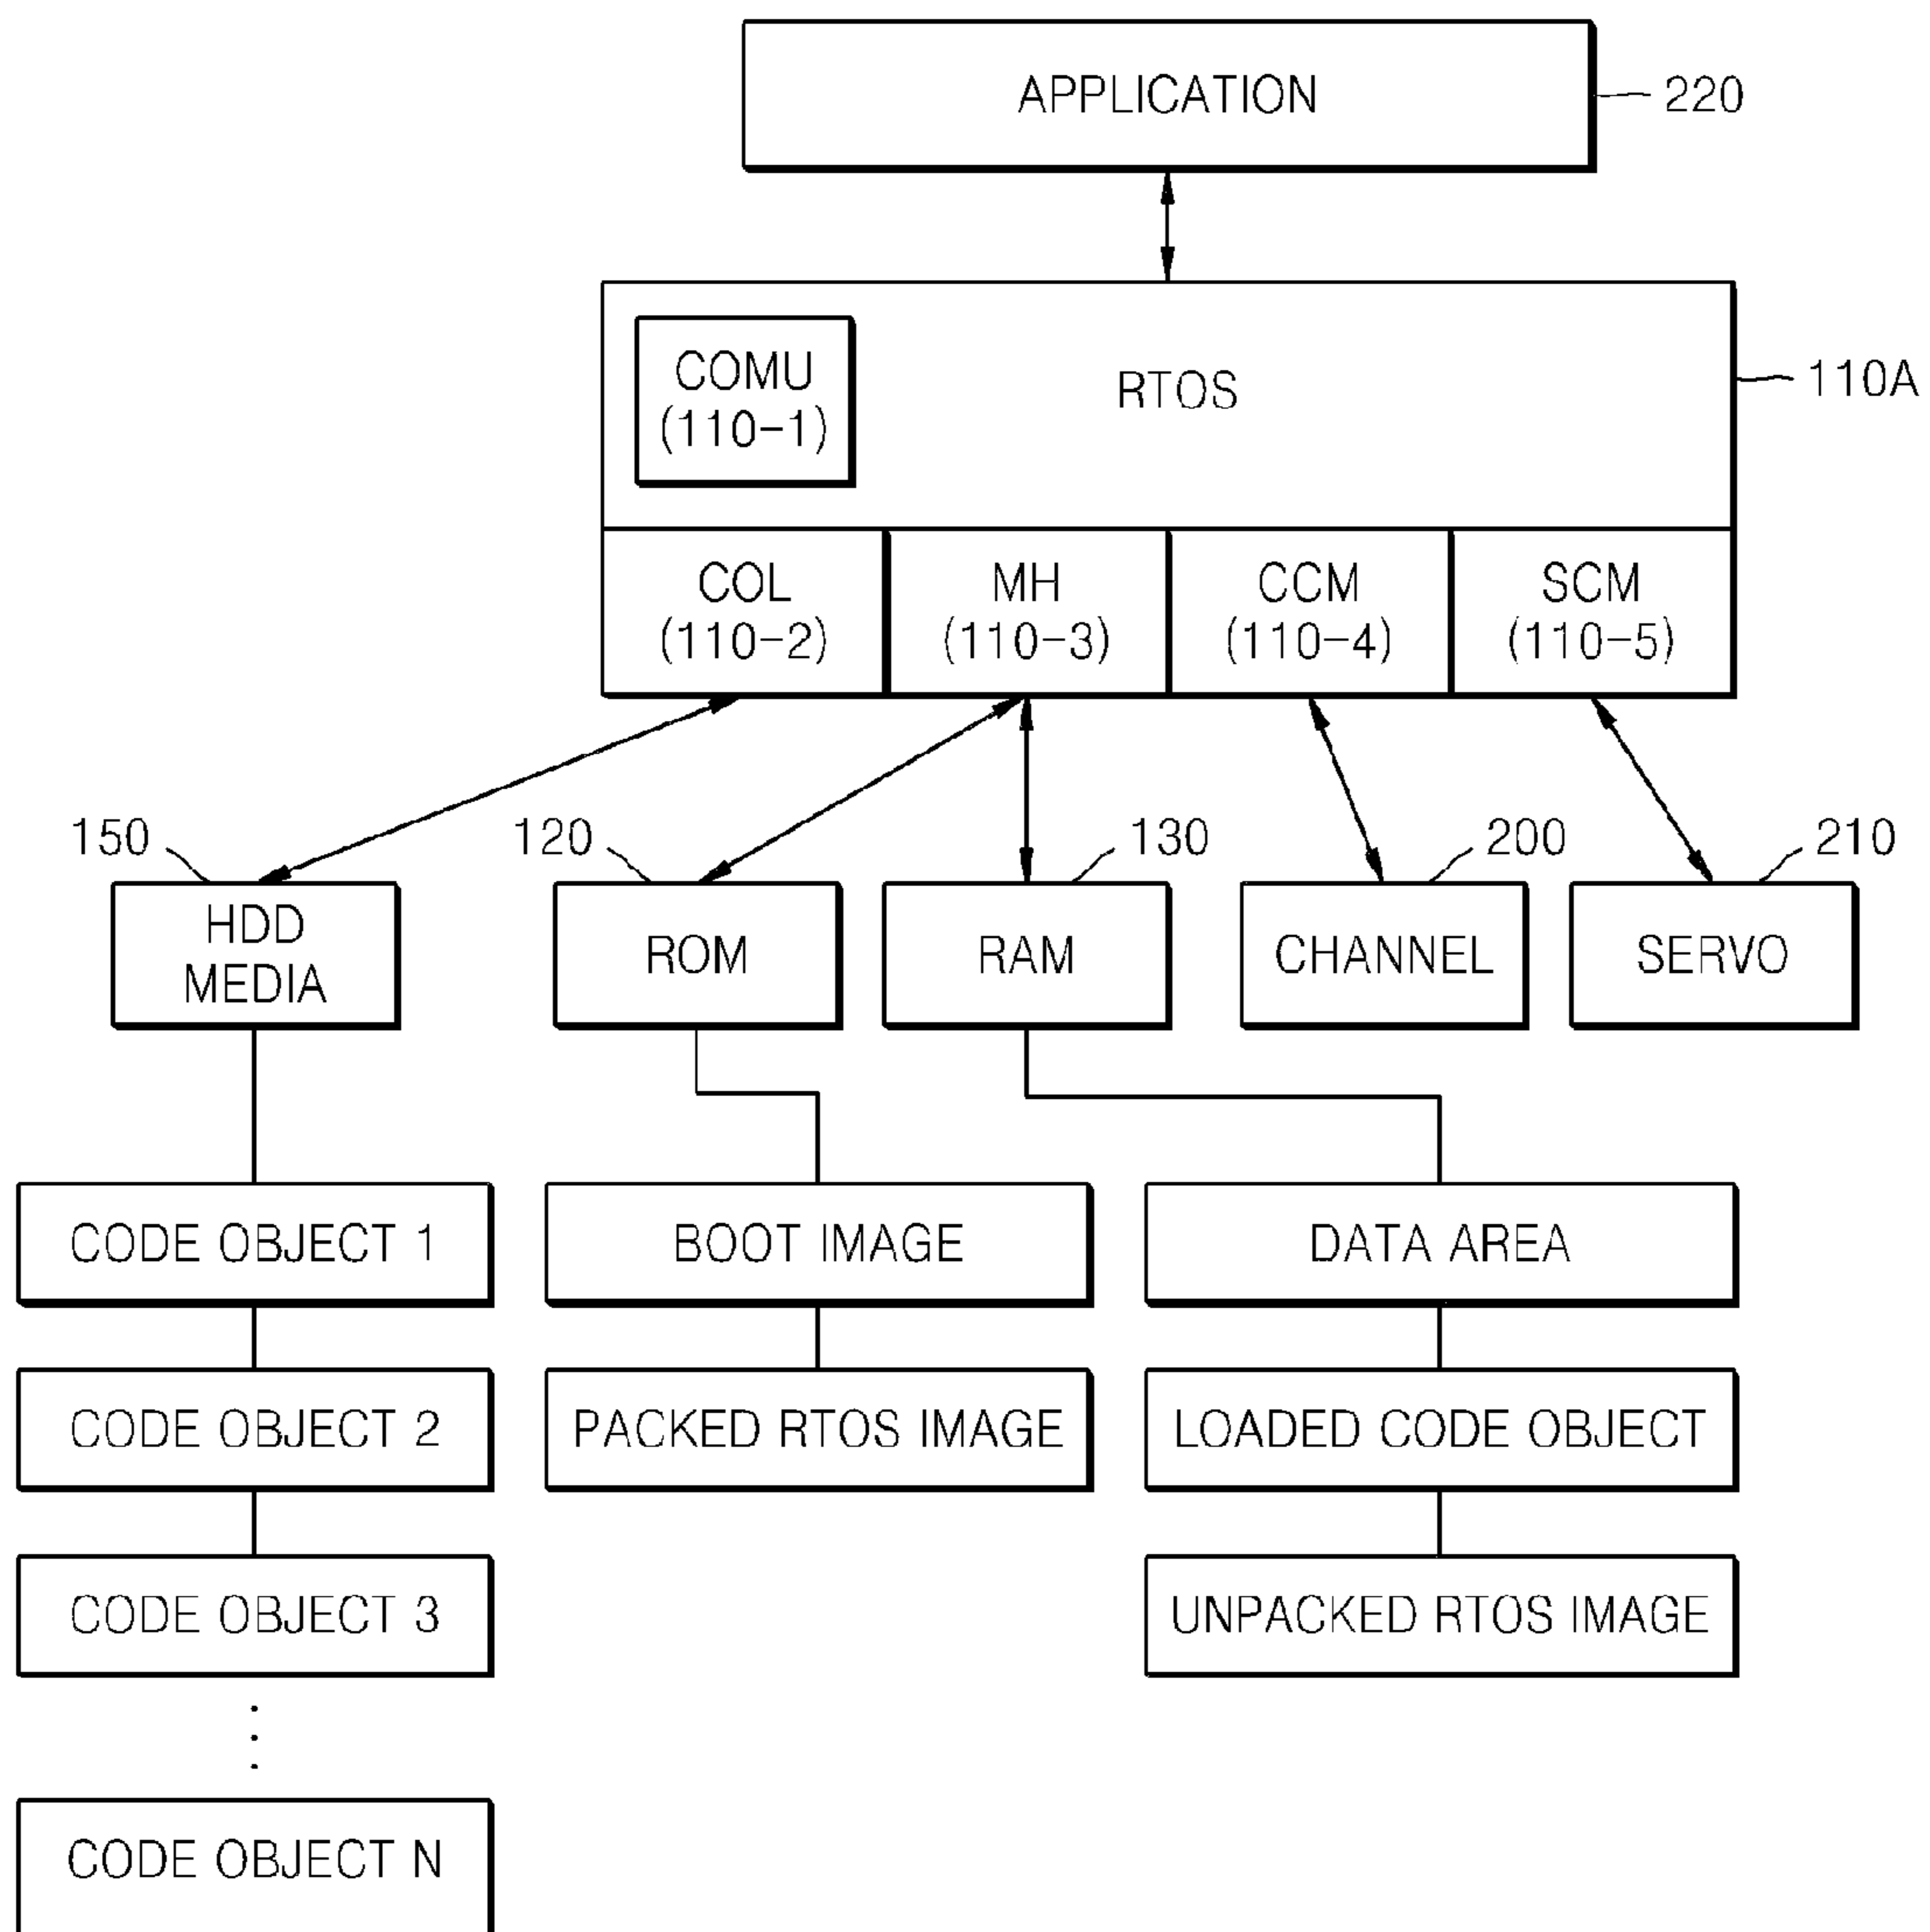 APPLICATION
220
COMU
(110-1)
RTOS
110A
COL
(110-2)
MH
(110-3)
CCM
(110-4)
SCM
(110-5)
150
120
130
200
210
HDD
MEDIA
ROM
RAM
CHANNEL
SERVO
CODE OBJECT 1
BOOT IMAGE
DATA AREA
CODE OBJECT 2
PACKED RTOS IMAGE
LOADED CODE OBJECT
CODE OBJECT 3
UNPACKED RTOS IMAGE
CODE OBJECT N